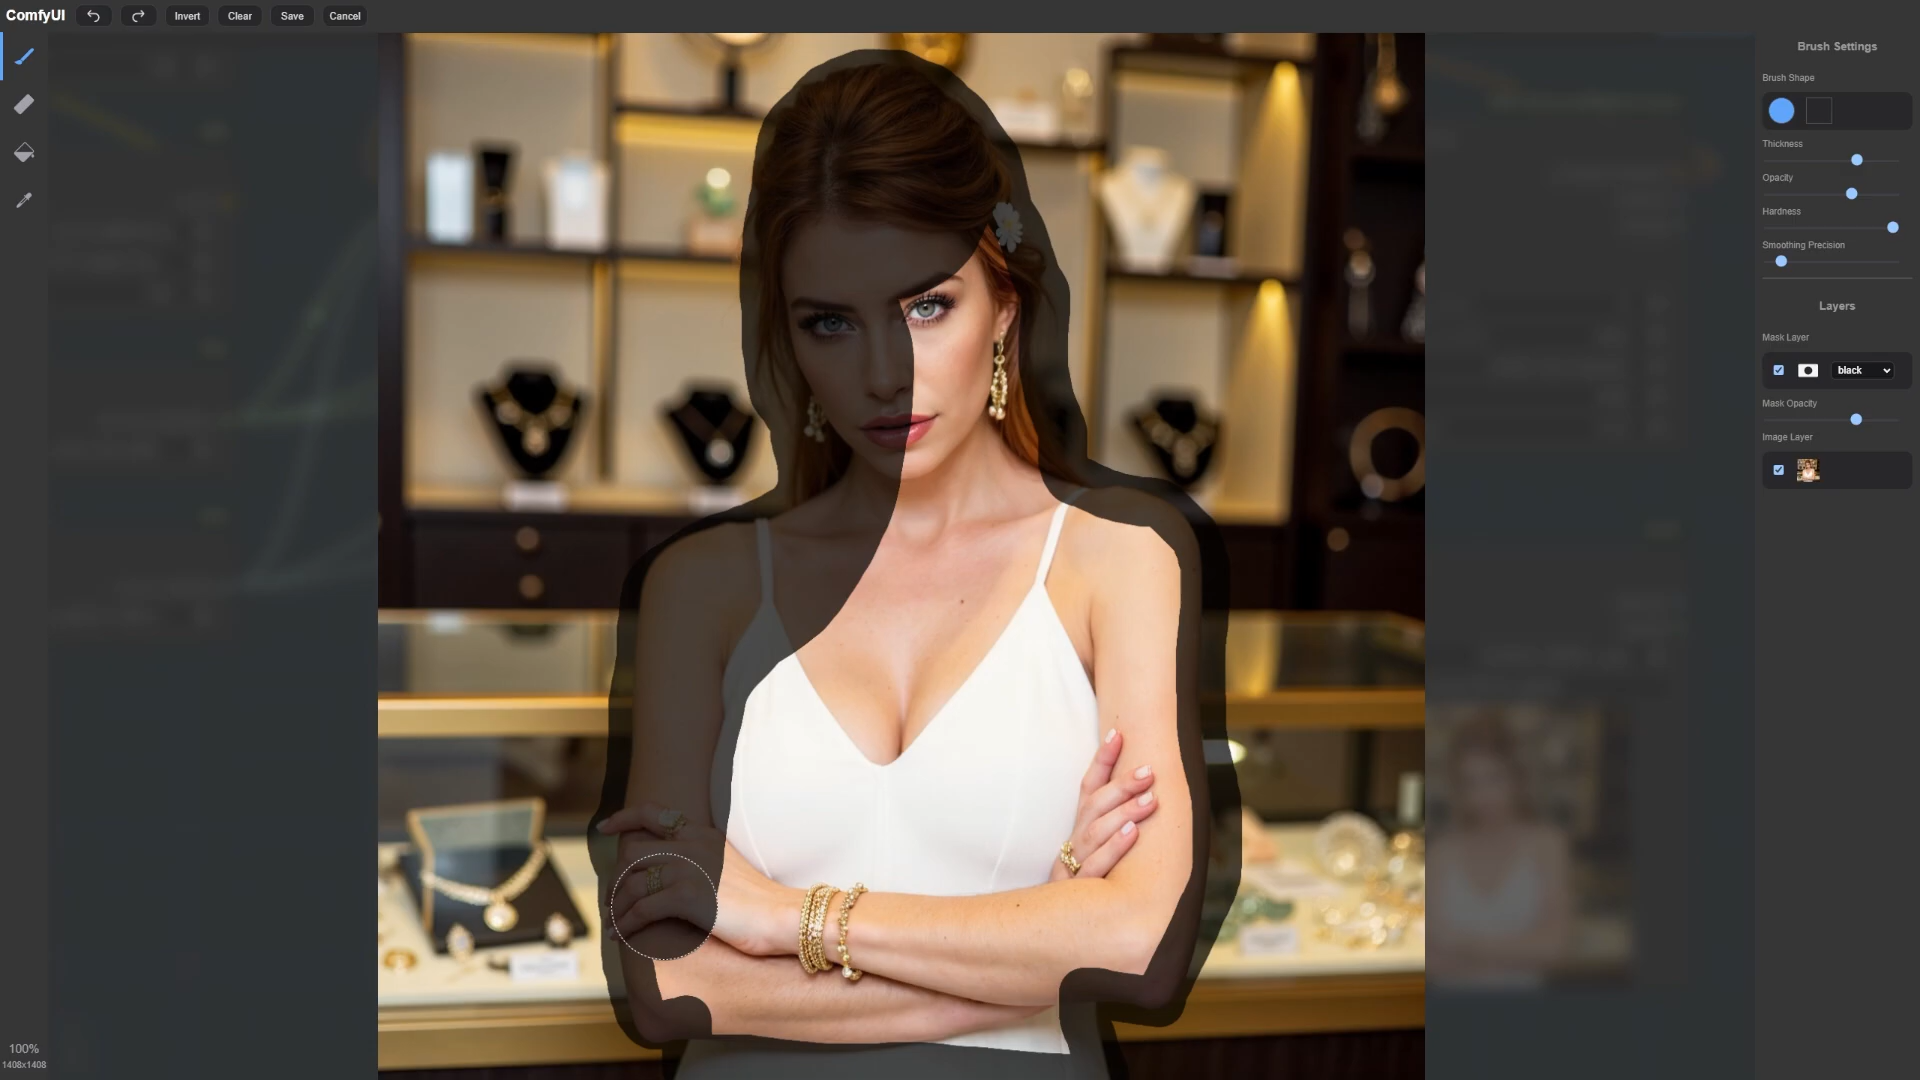 ComfyUI
Invert
Clear
Save
Cancel
Brush Settings
Brush Shape
Thickness
Opacity
Hardness
Smoothing Precision
Layers
Mask Layer
black
Mask Opacity
Image Layer
100%
1408x1408